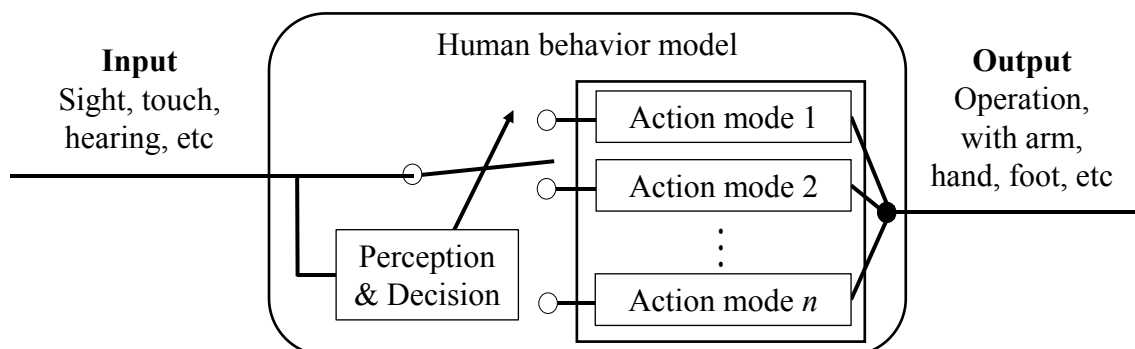 Human behavior model
Input
Sight, touch,
hearing, etc
Perception
& Decision
Action mode 1
Action mode 2
⋮
Action mode n
Output
Operation,
with arm,
hand, foot, etc